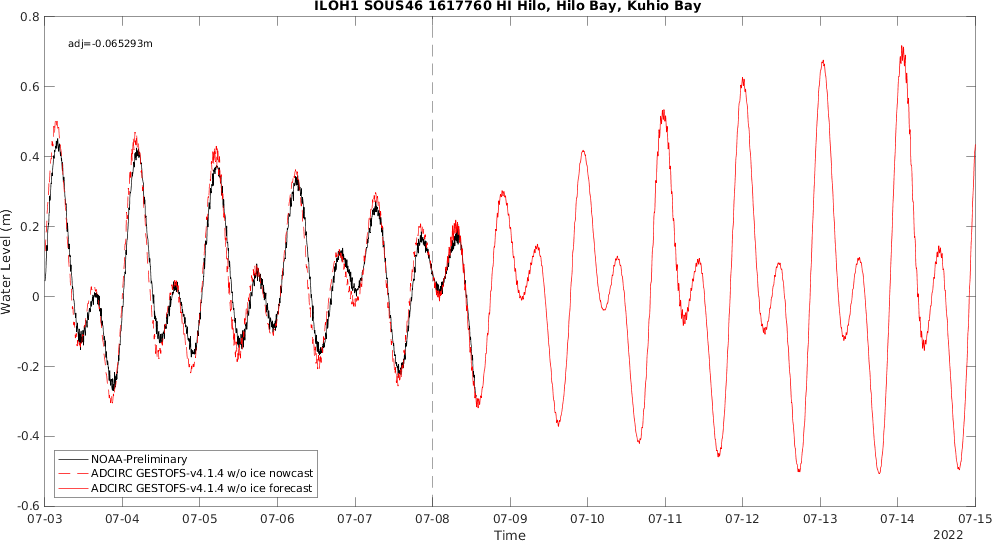 ILOH1 SOUS46 1617760 HI Hilo, Hilo Bay, Kuhio Bay
adj=-0.065293m
Water Level (m)
0.8
0.6
0.4
0.2
0
-0.2
-0.4
-0.6
NOAA-Preliminary
ADCIRC GESTOFS-v4.1.4 w/o ice nowcast
ADCIRC GESTOFS-v4.1.4 w/o ice forecast
07-03 07-04 07-05 07-06 07-07 07-08 07-09 07-10 07-11 07-12 07-13 07-14 07-15
Time
2022